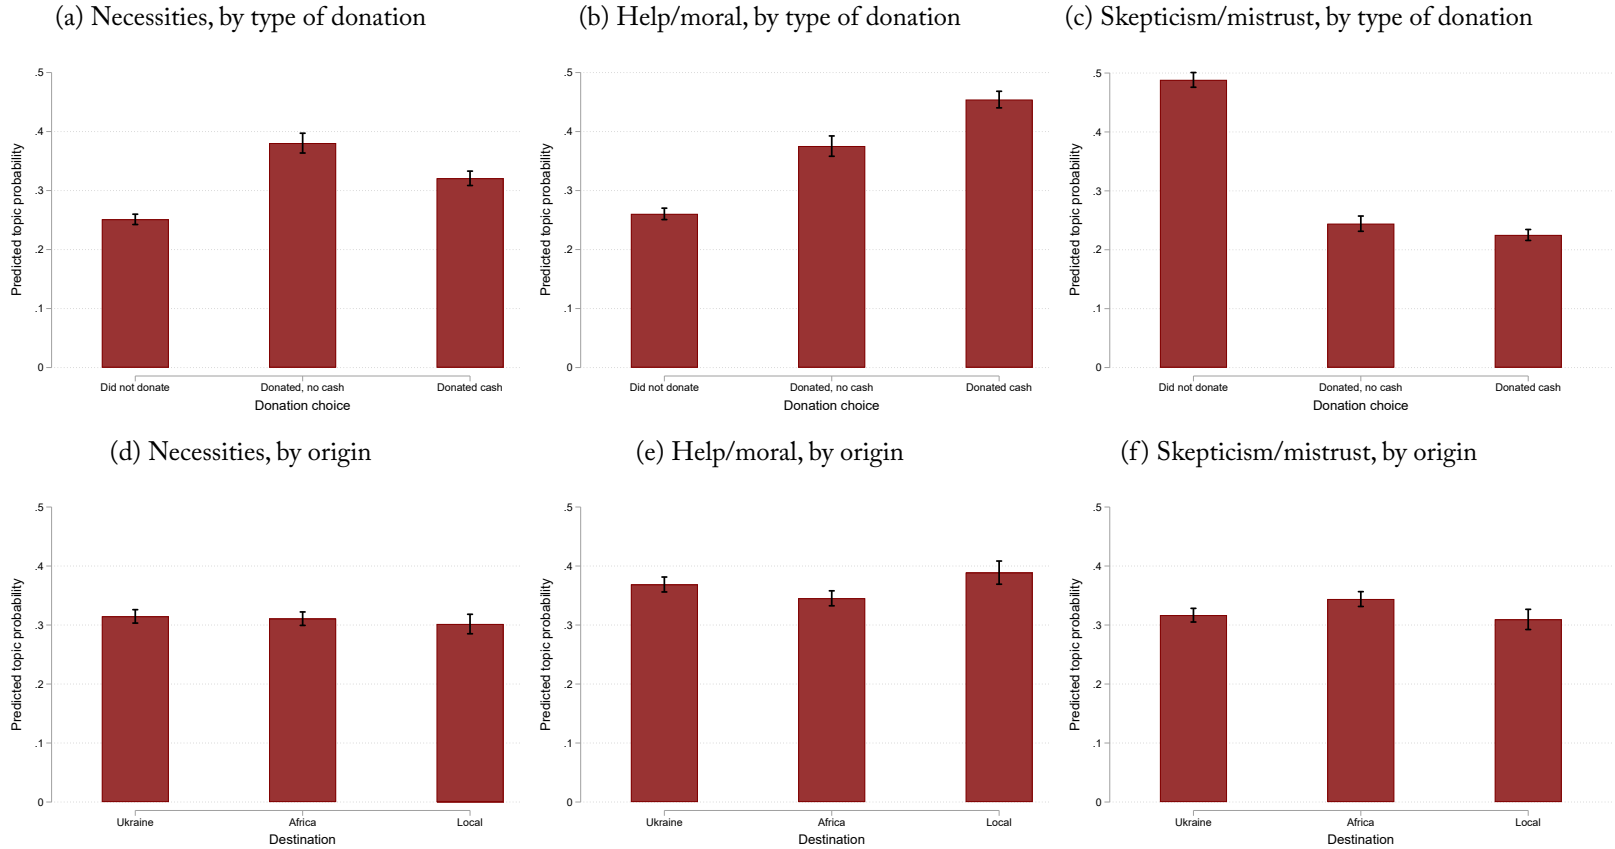 (a) Necessities, by type of donation
.5
.4
.3
.2
.1
0
Predicted topic probability
Did not donate
Donated, no cash
Donated cash
Donation choice
(b) Help/moral, by type of donation
.5
.4
.3
.2
.1
0
Predicted topic probability
Did not donate
Donated, no cash
Donated cash
Donation choice
(c) Skepticism/mistrust, by type of donation
.5
.4
.3
.2
.1
0
Predicted topic probability
Did not donate
Donated, no cash
Donated cash
Donation choice
(d) Necessities, by origin
.5
.4
.3
.2
.1
0
Predicted topic probability
Ukraine
Africa
Local
Destination
(e) Help/moral, by origin
.5
.4
.3
.2
.1
0
Predicted topic probability
Ukraine
Africa
Local
Destination
(f) Skepticism/mistrust, by origin
.5
.4
.3
.2
.1
0
Predicted topic probability
Ukraine
Africa
Local
Destination